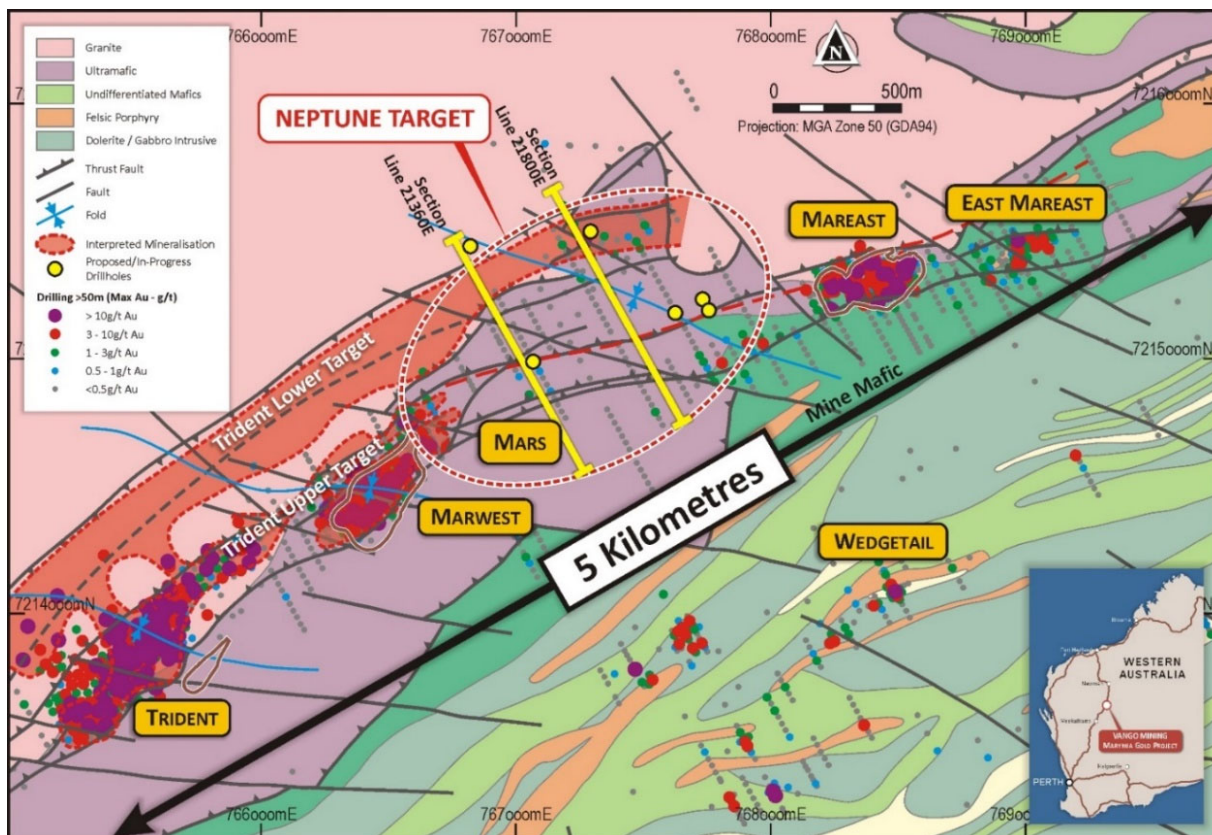 766000mE
767000mE
768000mE
769000mE
Granite
Ultramafic
Undifferentiated Mafics
Felsic Porphyry
Dolerite / Gabbro Intrusive
Thrust Fault
Fault
Fold
Interpreted Mineralisation
Proposed/In-Progress
Drillholes
Drilling >50m (Max Au - g/t)
> 10g/t Au
3 - 10g/t Au
1 - 3g/t Au
0.5 - 1g/t Au
<0.5g/t Au
N
0
500m
Projection: MGA Zone 50 (GDA94)
7216000mN
NEPTUNE TARGET
Section
Line 21360E
Section
Line 21800E
MAREAST
EAST MAREAST
7215000mN
Trident Lower Target
Trident Upper Target
MARS
MARWEST
Mine Mafic
5 Kilometres
WEDGETAIL
7214000mN
TRIDENT
WESTERN
AUSTRALIA
VANGO MINING
MARYMIA GOLD PROJECT
PERTH
766000mE
767000mE
768000mE